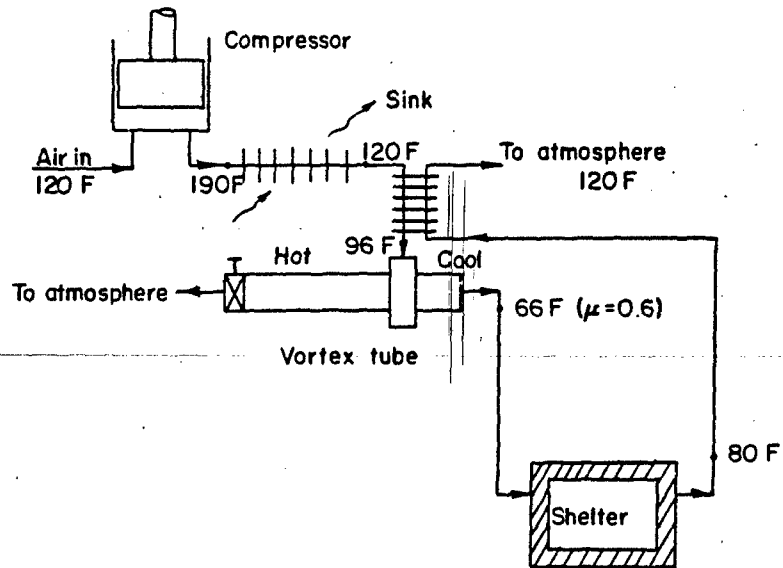 Compressor
Sink
Air in
120 F
190F
120F
To atmosphere
120 F
96 F
Hot
Cool
To atmosphere
66 F (μ=0.6)
Vortex tube
80 F
Shelter